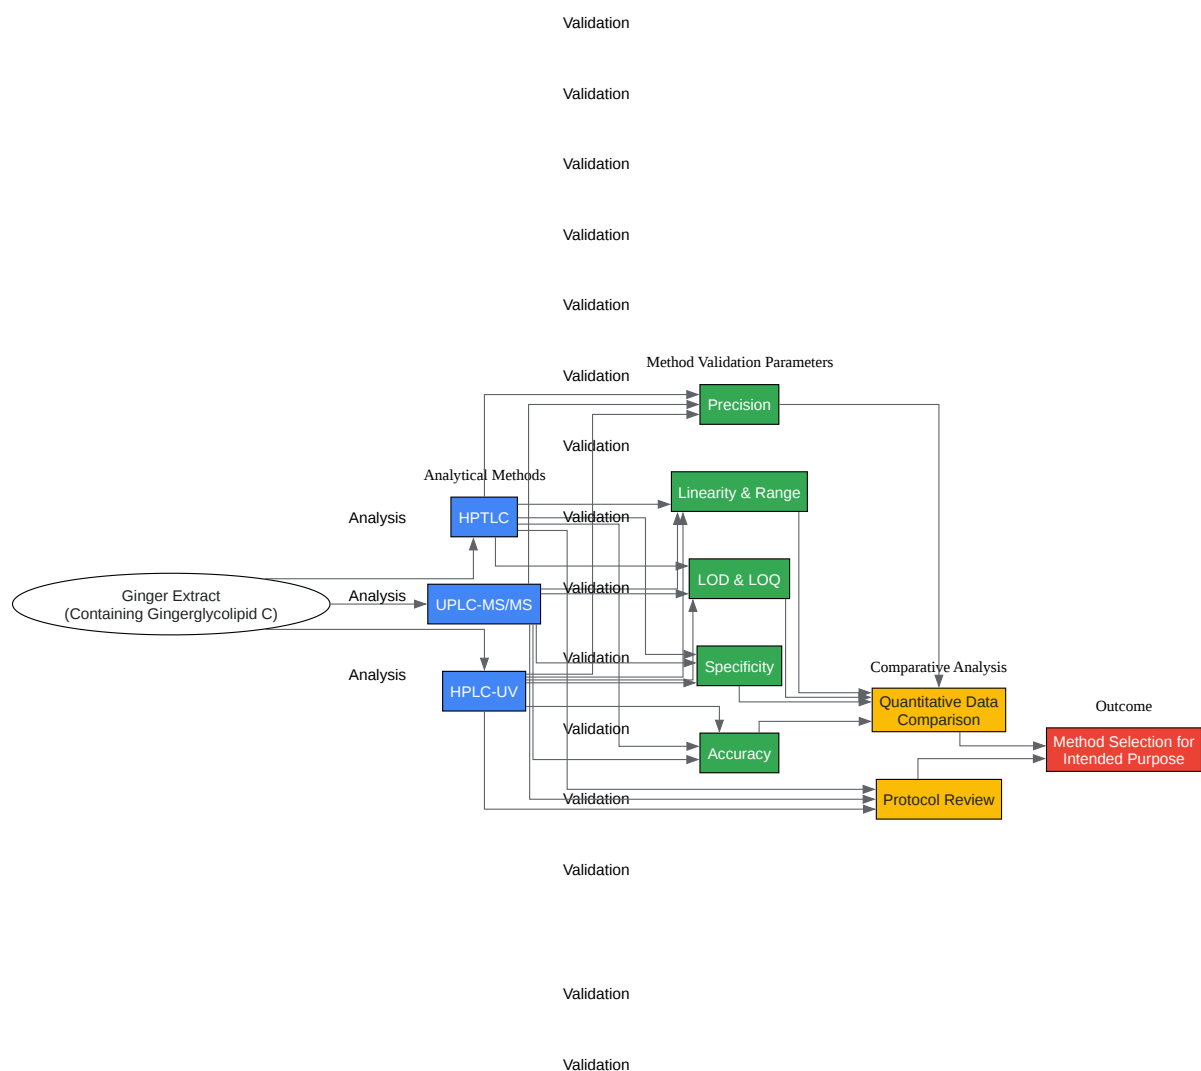 Validation
Validation
Validation
Validation
Validation
Method Validation Parameters
Validation
Precision
Validation
Analytical Methods
Linearity & Range
Analysis
HPTLC
Validation
LOD & LOQ
Validation
Ginger Extract
(Containing Gingerglycolipid C)
Analysis
UPLC-MS/MS
Validation
Specificity
Comparative Analysis
Analysis
HPLC-UV
Quantitative Data
Comparison
Outcome
Validation
Accuracy
Method Selection for
Intended Purpose
Validation
Protocol Review
Validation
Validation
Validation